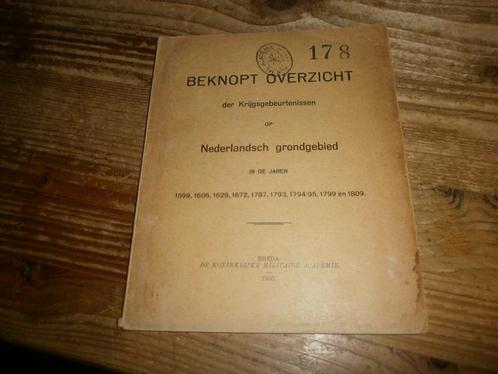 178
BEKNOPT OVERZICHT
der Krijgsgebeurtenissen
OP
Nederlandsch grondgebied
IN DE JAREN
1599, 1606, 1629, 1672, 1787, 1793, 1794/95, 1799 en 1809.
BREDA
DE KONINKLIJKE MILITAIRE ACADEMIE.